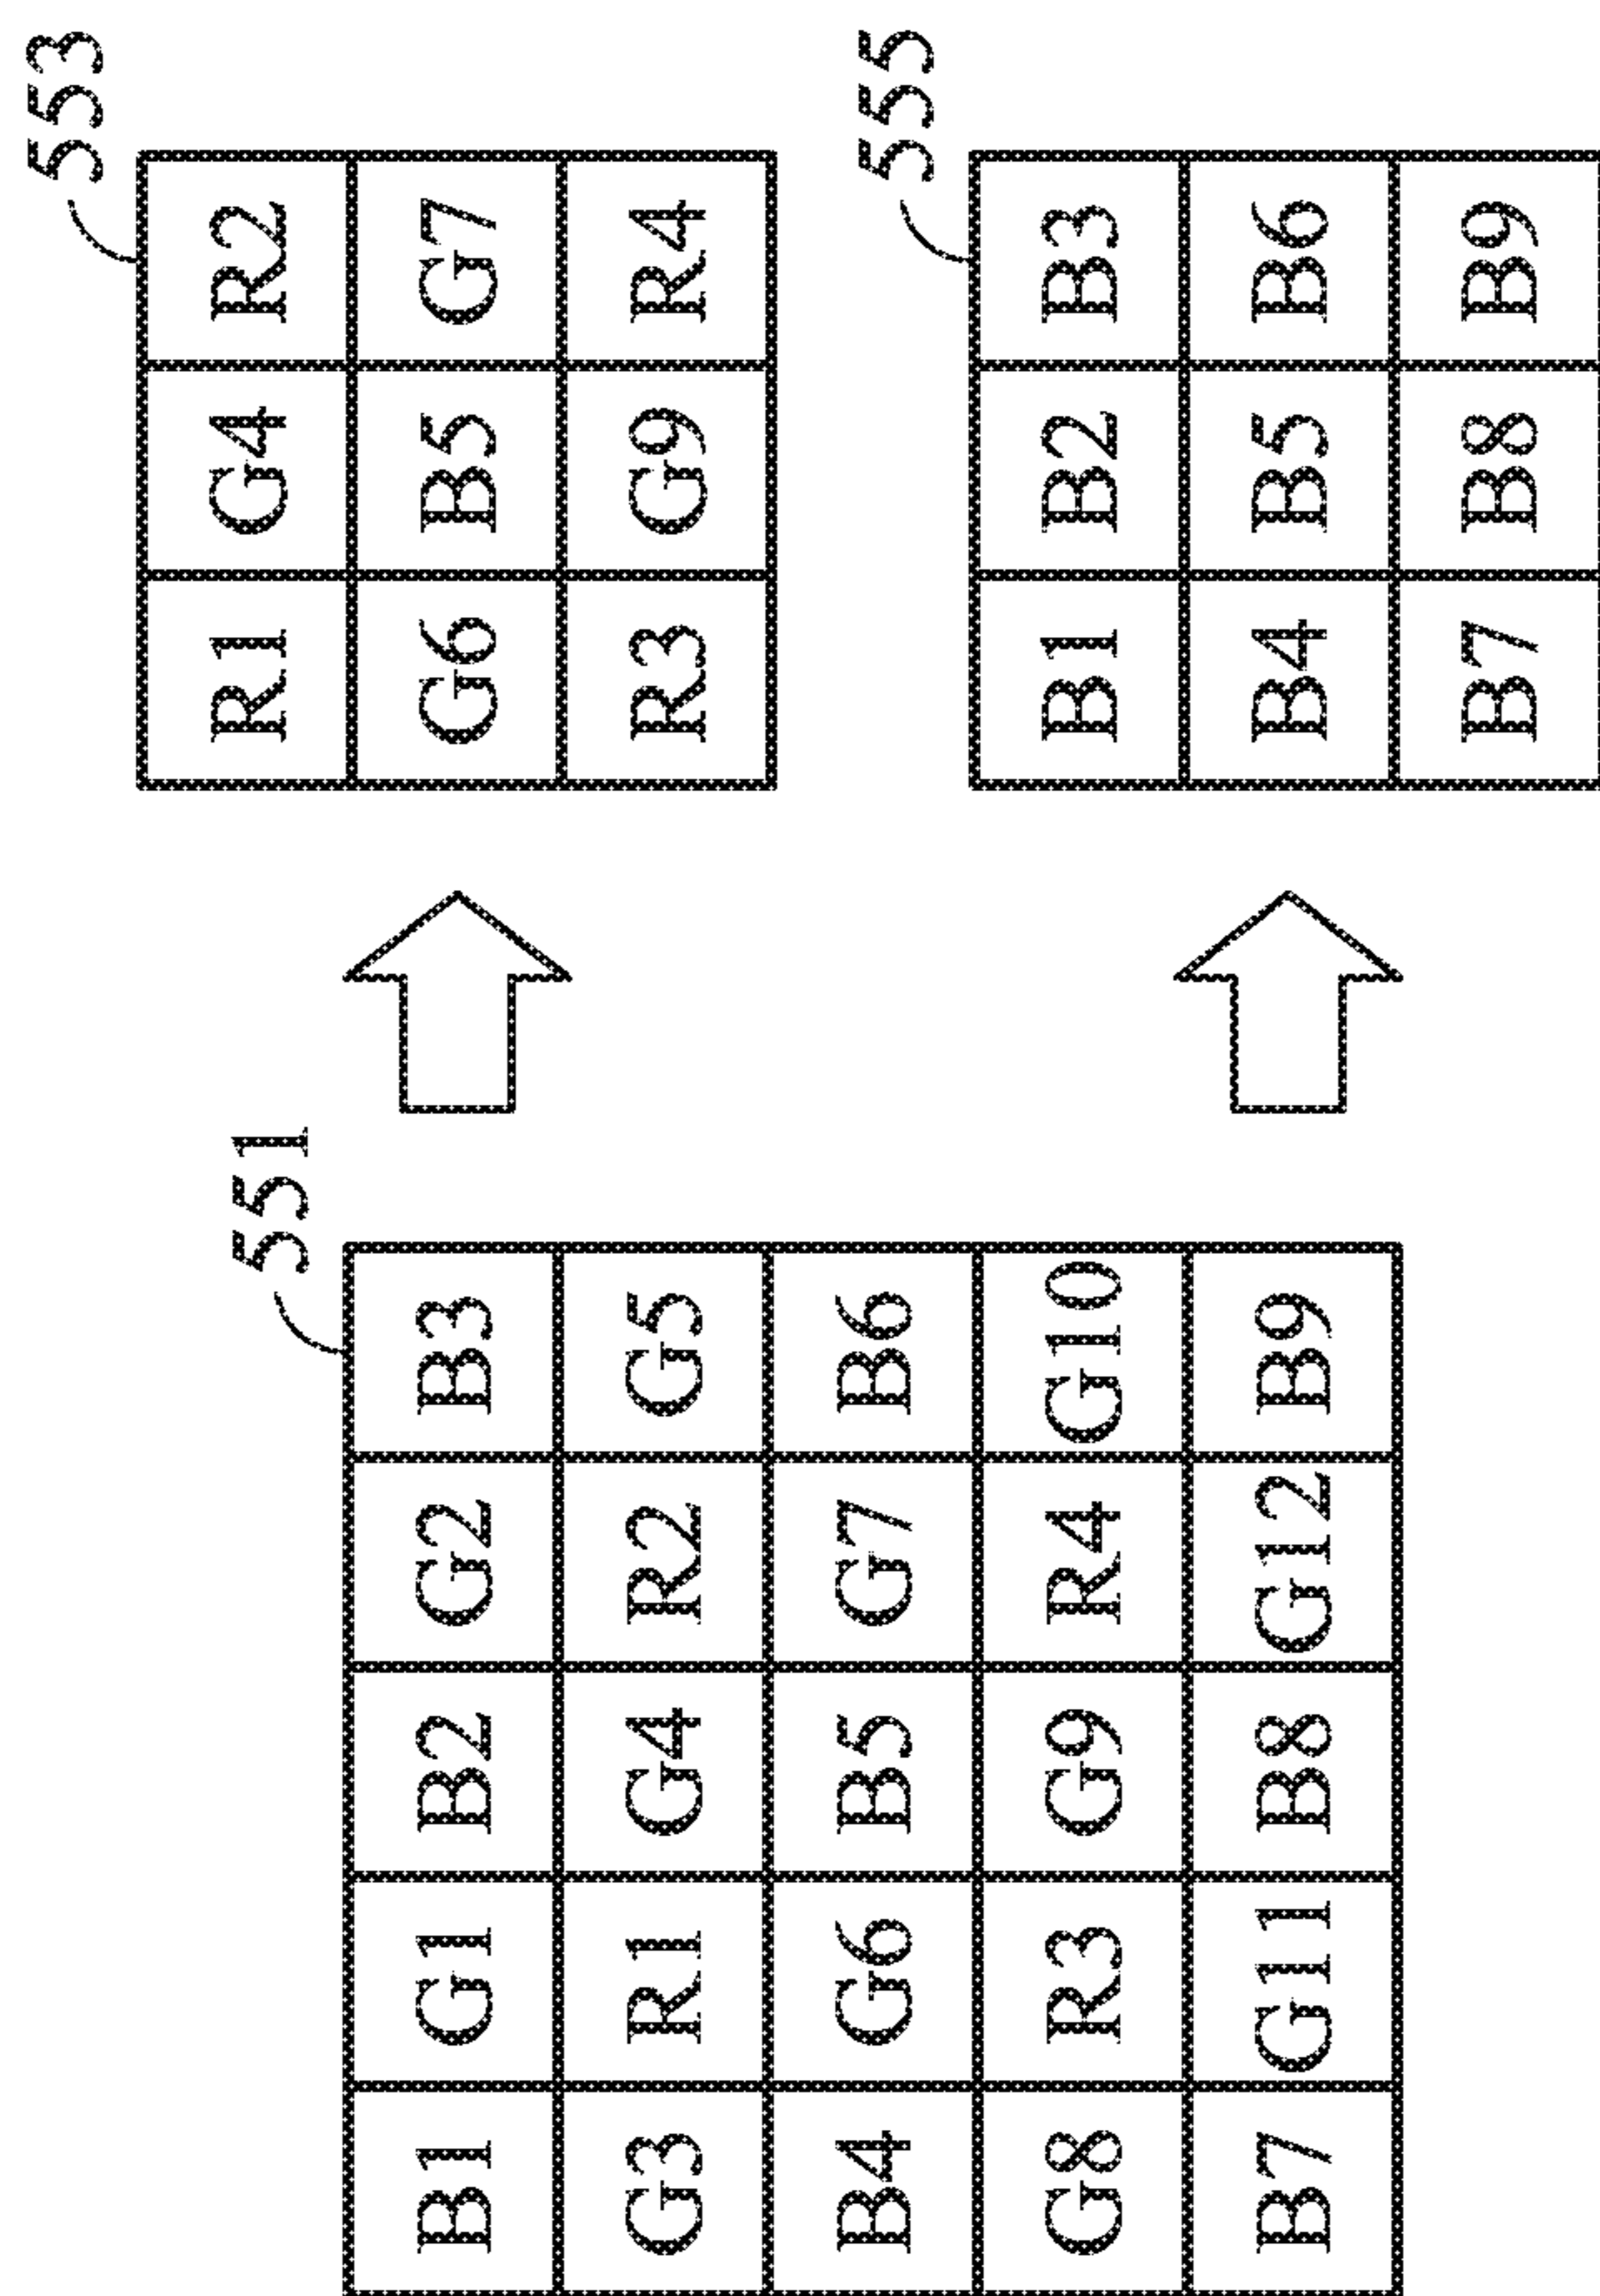 551
B1 G1 B2 G2 B3
G3 R1 G4 R2 G5
B4 G6 B5 G7 B6
G8 R3 G9 R4 G10
B7 G11 B8 G12 B9
553
R1 G4 R2
G6 B5 G7
R3 G9 R4
555
B1 B2 B3
B4 B5 B6
B7 B8 B9